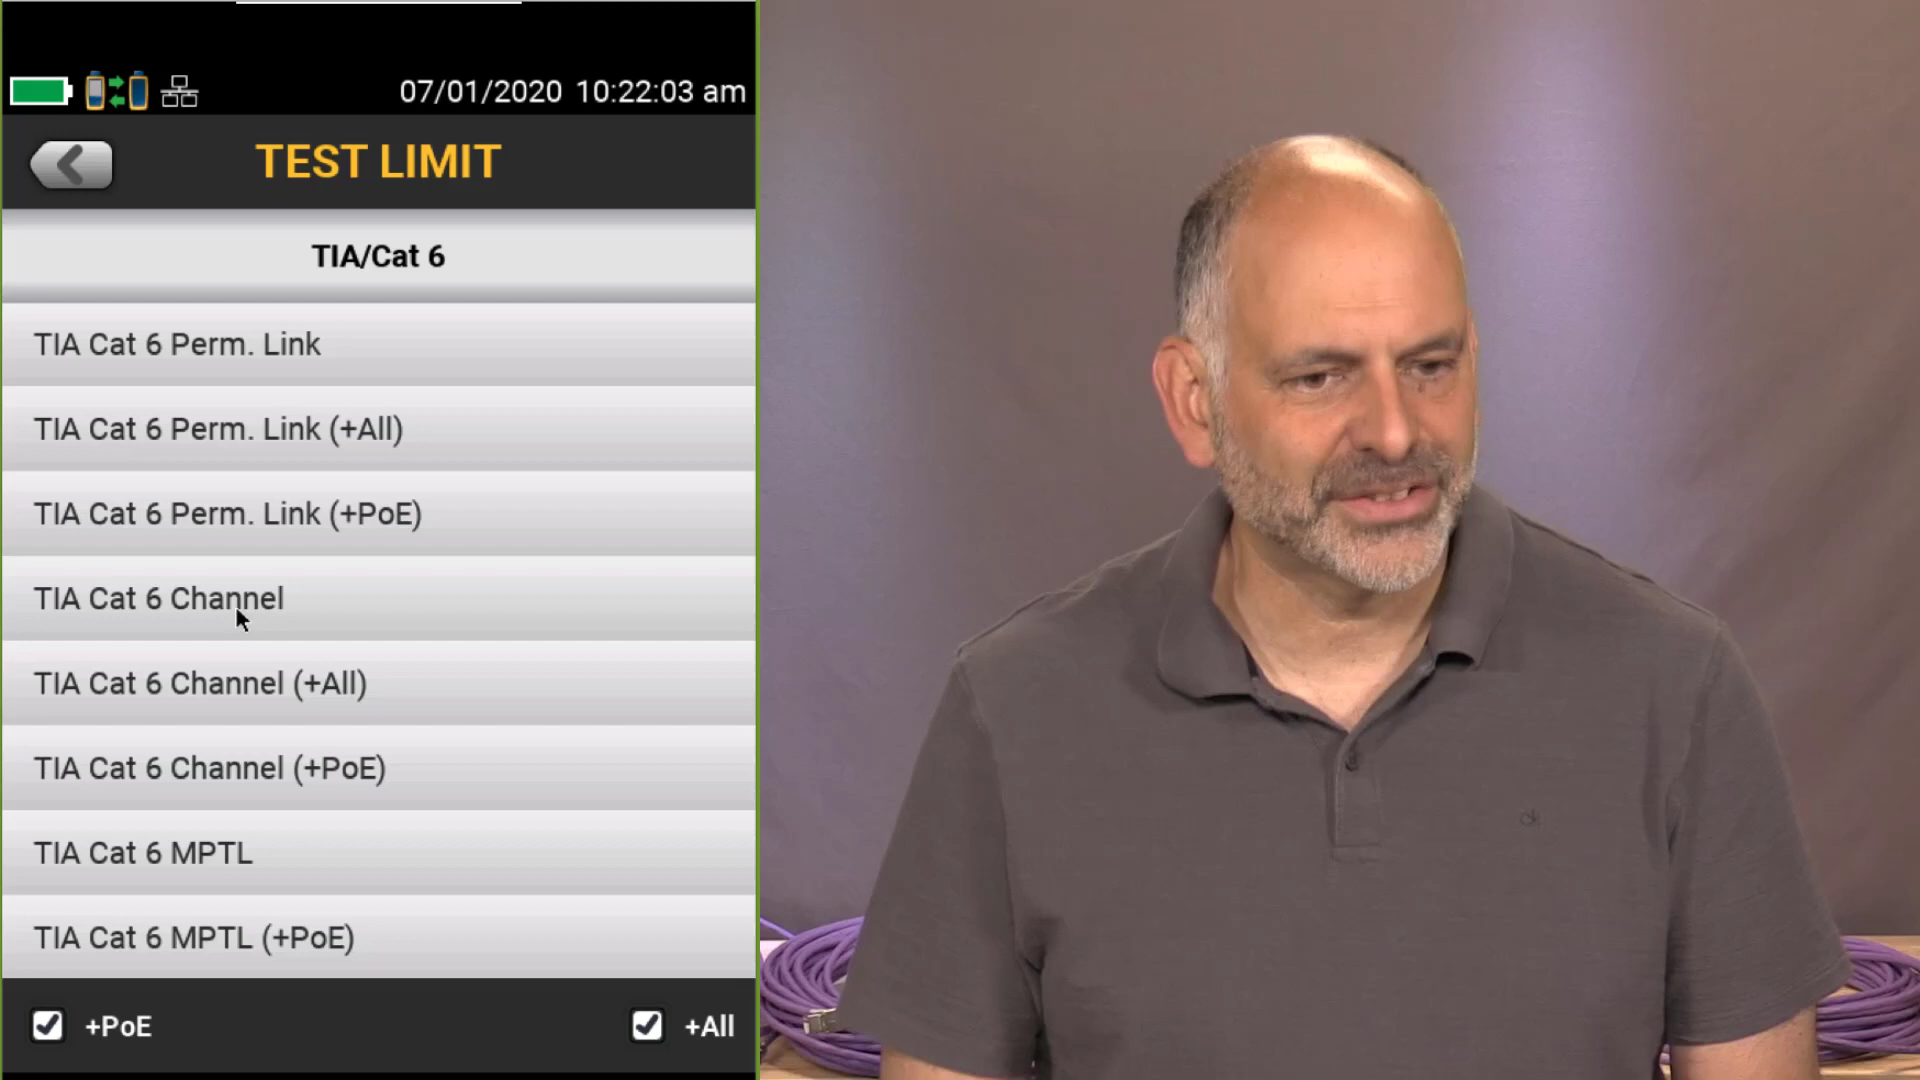 07/01/2020 10:22:03 am
TEST LIMIT
TIA/Cat 6
TIA Cat 6 Perm. Link
TIA Cat 6 Perm. Link (+All)
TIA Cat 6 Perm. Link (+PoE)
TIA Cat 6 Channel
TIA Cat 6 Channel (+All)
TIA Cat 6 Channel (+PoE)
TIA Cat 6 MPTL
TIA Cat 6 MPTL (+PoE)
+PoE +All
ck